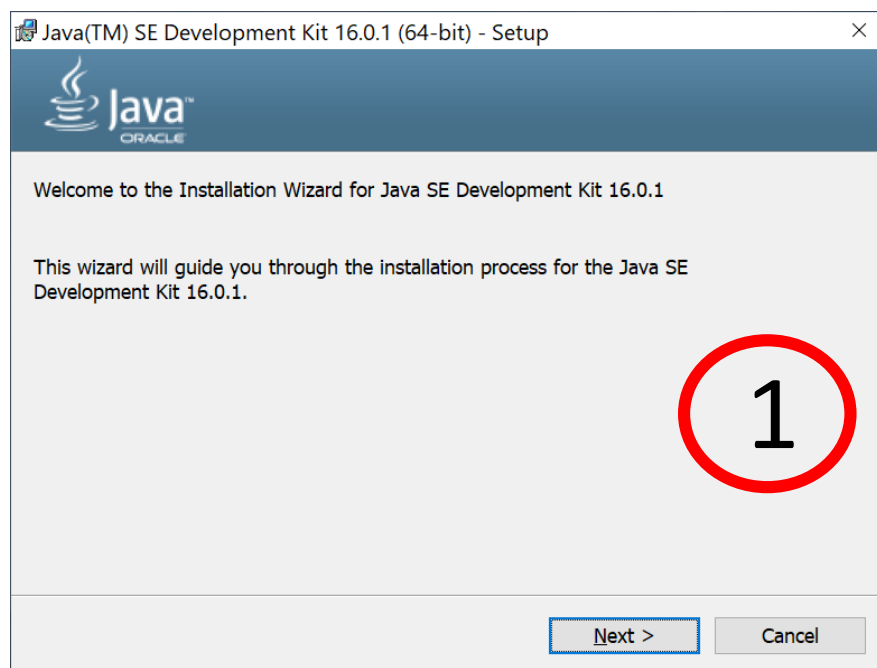 Java(TM) SE Development Kit 16.0.1 (64-bit) - Setup
Java™
ORACLE
Welcome to the Installation Wizard for Java SE Development Kit 16.0.1
This wizard will guide you through the installation process for the Java SE
Development Kit 16.0.1.
1
Next >
Cancel